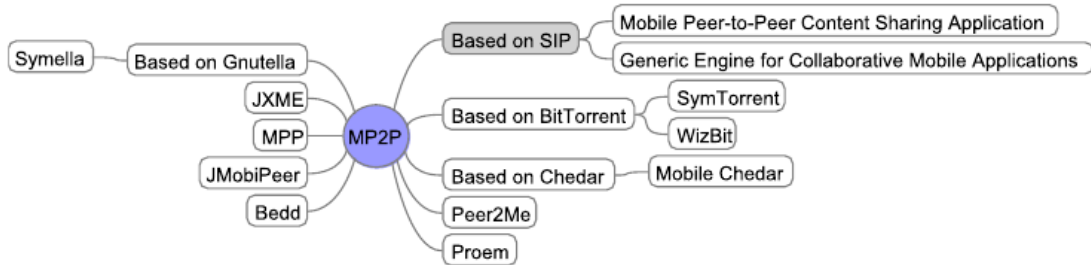 Symella
Based on Gnutella
JXME
MPP
JMobiPeer
Bedd
MP2P
Based on SIP
Mobile Peer-to-Peer Content Sharing Application
Generic Engine for Collaborative Mobile Applications
Based on BitTorrent
SymTorrent
WizBit
Based on Chedar
Mobile Chedar
Peer2Me
Proem